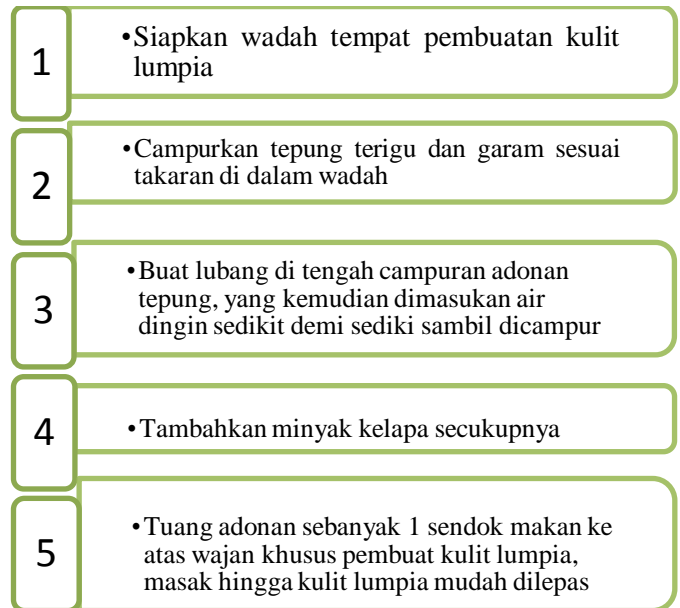 1
•Siapkan wadah tempat pembuatan kulit
lumpia
2
•Campurkan tepung terigu dan garam sesuai
takaran di dalam wadah
3
•Buat lubang di tengah campuran adonan
tepung, yang kemudian dimasukan air
dingin sedikit demi sediki sambil dicampur
4
•Tambahkan minyak kelapa secukupnya
5
•Tuang adonan sebanyak 1 sendok makan ke
atas wajan khusus pembuat kulit lumpia,
masak hingga kulit lumpia mudah dilepas